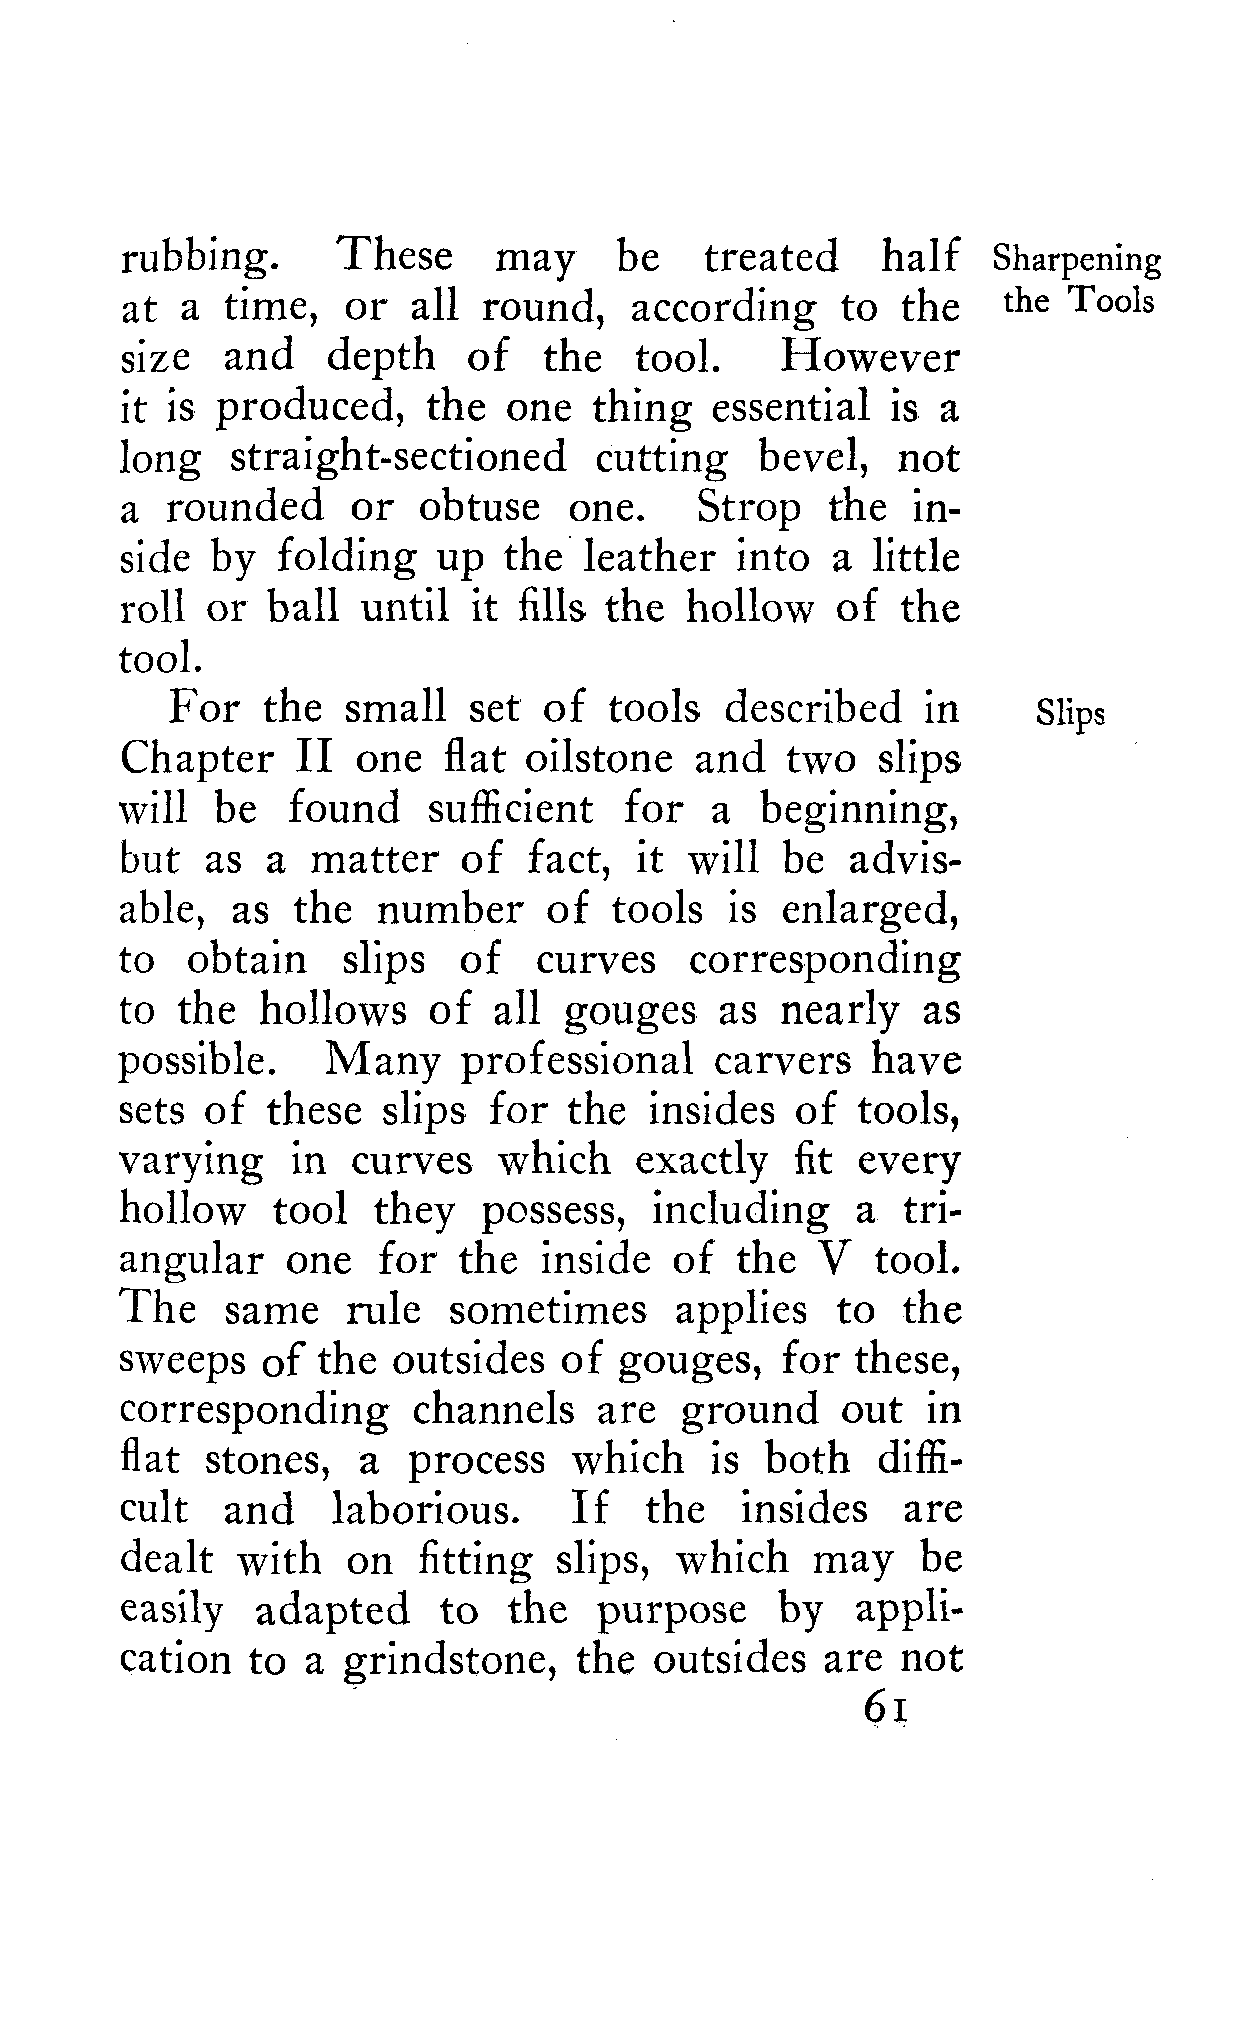 rubbing. These may be treated half
Sharpening
at a time, or all round, according to the
the Tools
size and depth of the tool. However
it is produced, the one thing essential is a
long straight-sectioned cutting bevel, not
a rounded or obtuse one. Strop the in-
side by folding up the leather into a little
roll or ball until it fills the hollow of the
tool.
For the small set of tools described in
Slips
Chapter II one flat oilstone and two slips
will be found sufficient for a beginning,
but as a matter of fact, it will be advis-
able, as the number of tools is enlarged,
to obtain slips of curves corresponding
to the hollows of all gouges as nearly as
possible. Many professional carvers have
sets of these slips for the insides of tools,
varying in curves which exactly fit every
hollow tool they possess, including a tri-
angular one for the inside of the V tool.
The same rule sometimes applies to the
sweeps of the outsides of gouges, for these,
corresponding channels are ground out in
flat stones, a process which is both diffi-
cult and laborious. If the insides are
dealt with on fitting slips, which may be
easily adapted to the purpose by appli-
cation to a grindstone, the outsides are not
61